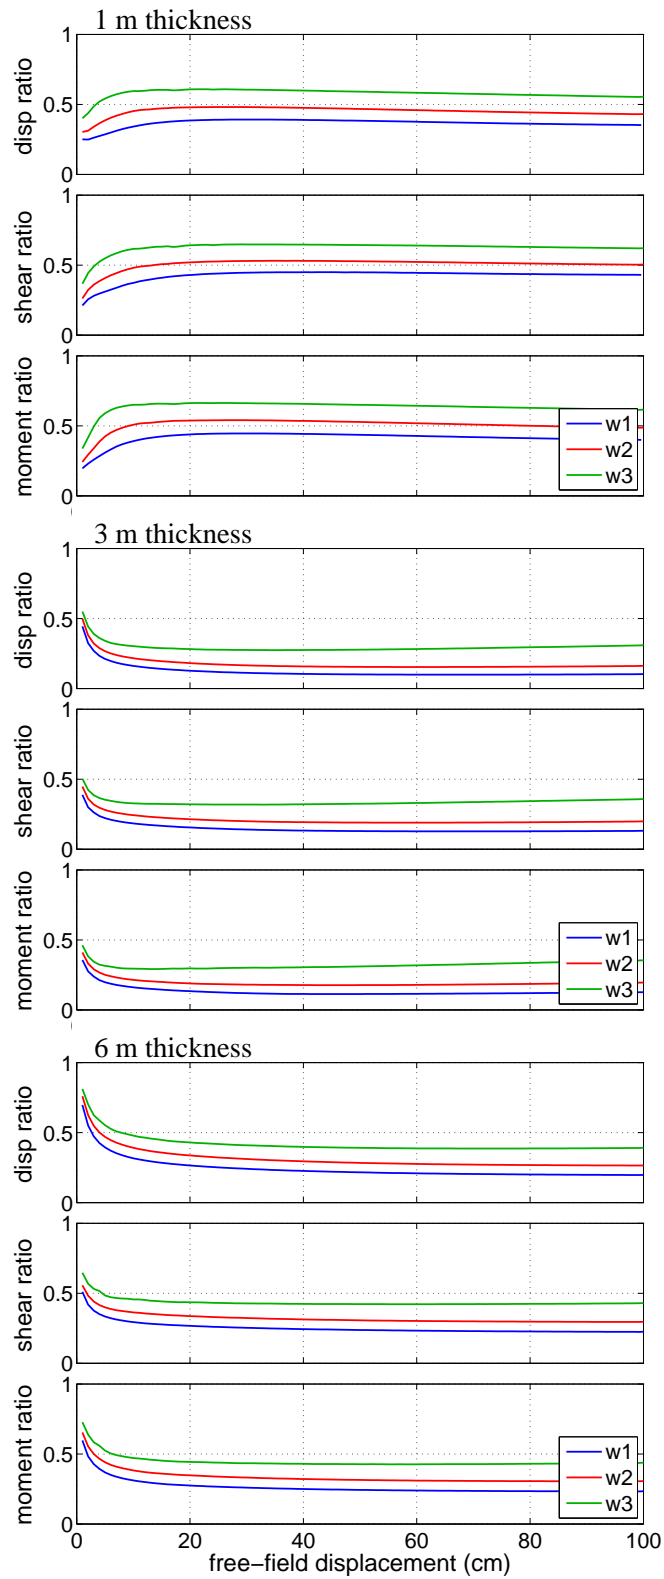 1 m thickness
1
disp ratio
0.5
0
1
shear ratio
0.5
0
1
moment ratio
0.5
0
w1
w2
w3
3 m thickness
1
disp ratio
0.5
0
1
shear ratio
0.5
0
1
moment ratio
0.5
0
w1
w2
w3
6 m thickness
1
disp ratio
0.5
0
1
shear ratio
0.5
0
1
moment ratio
0.5
0
w1
w2
w3
0 20 40 60 80 100
free-field displacement (cm)